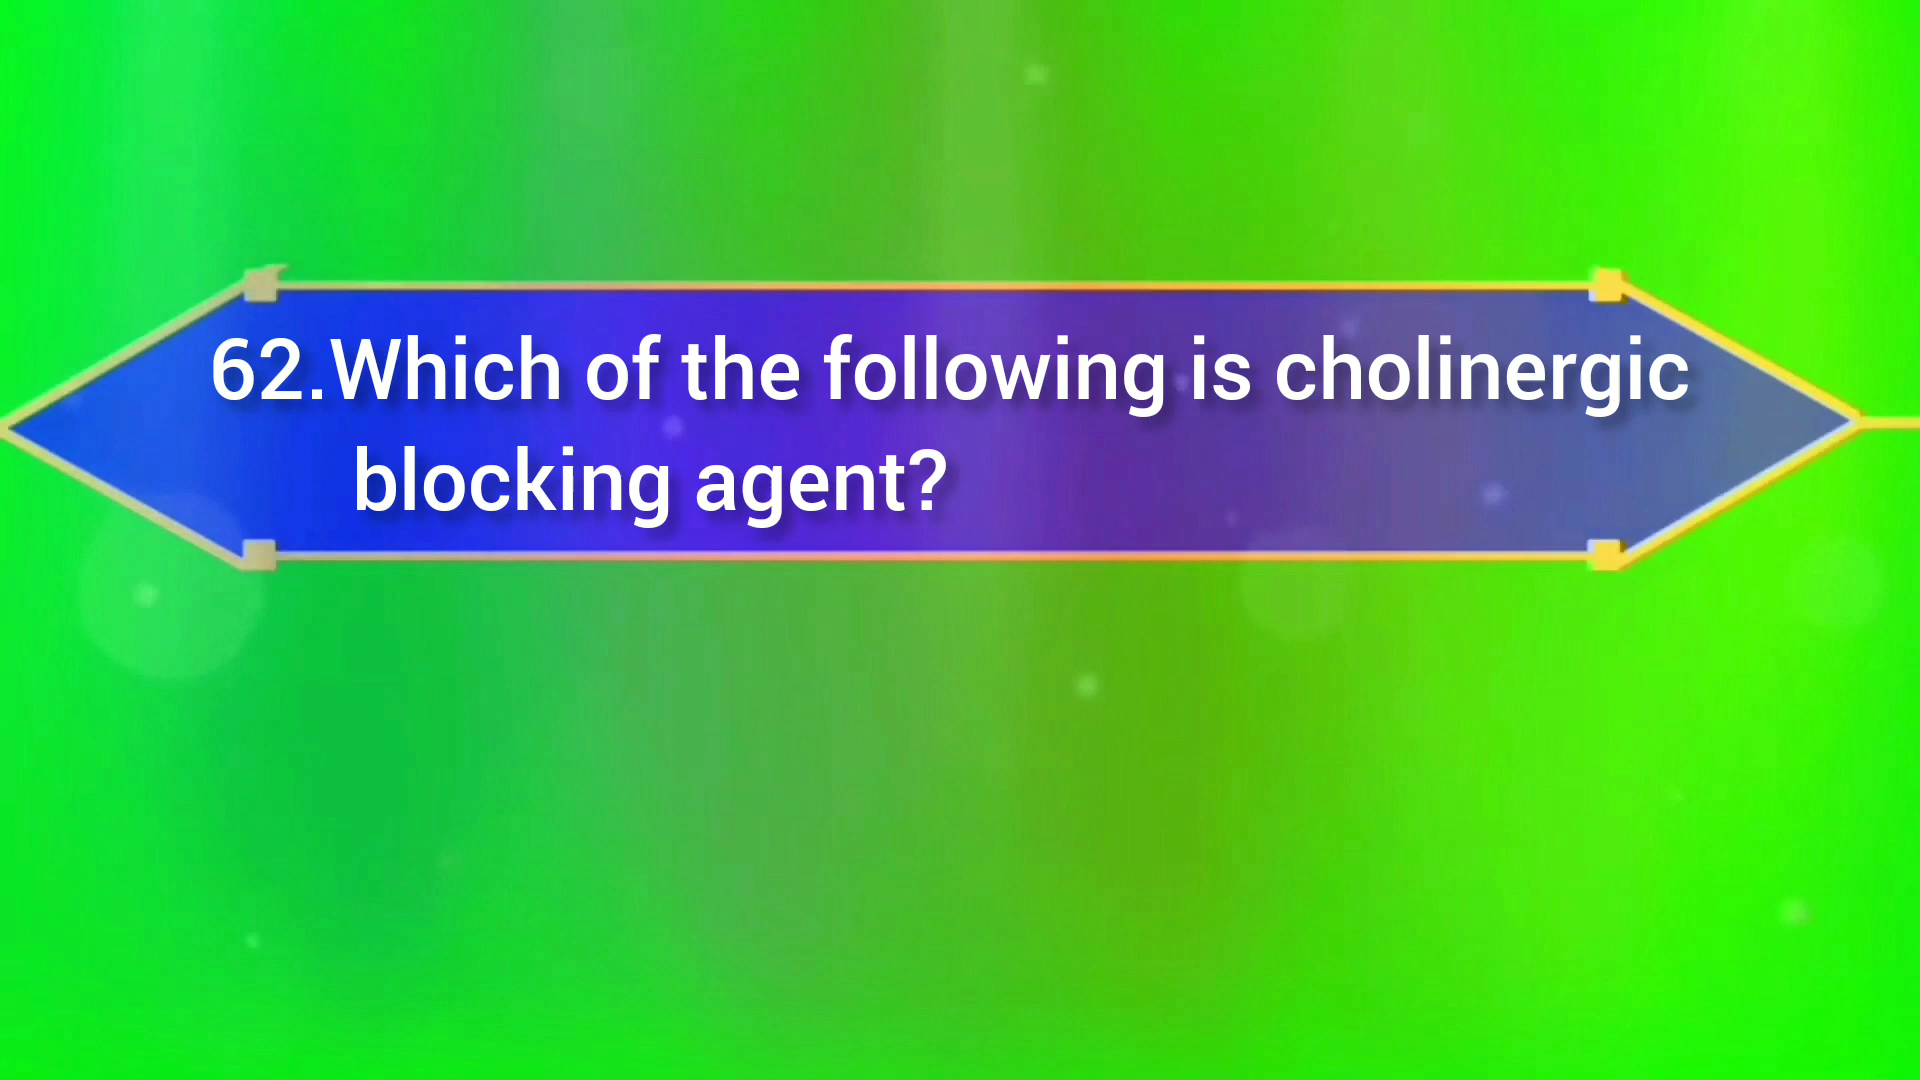 62.Which of the following is cholinergic
blocking agent?